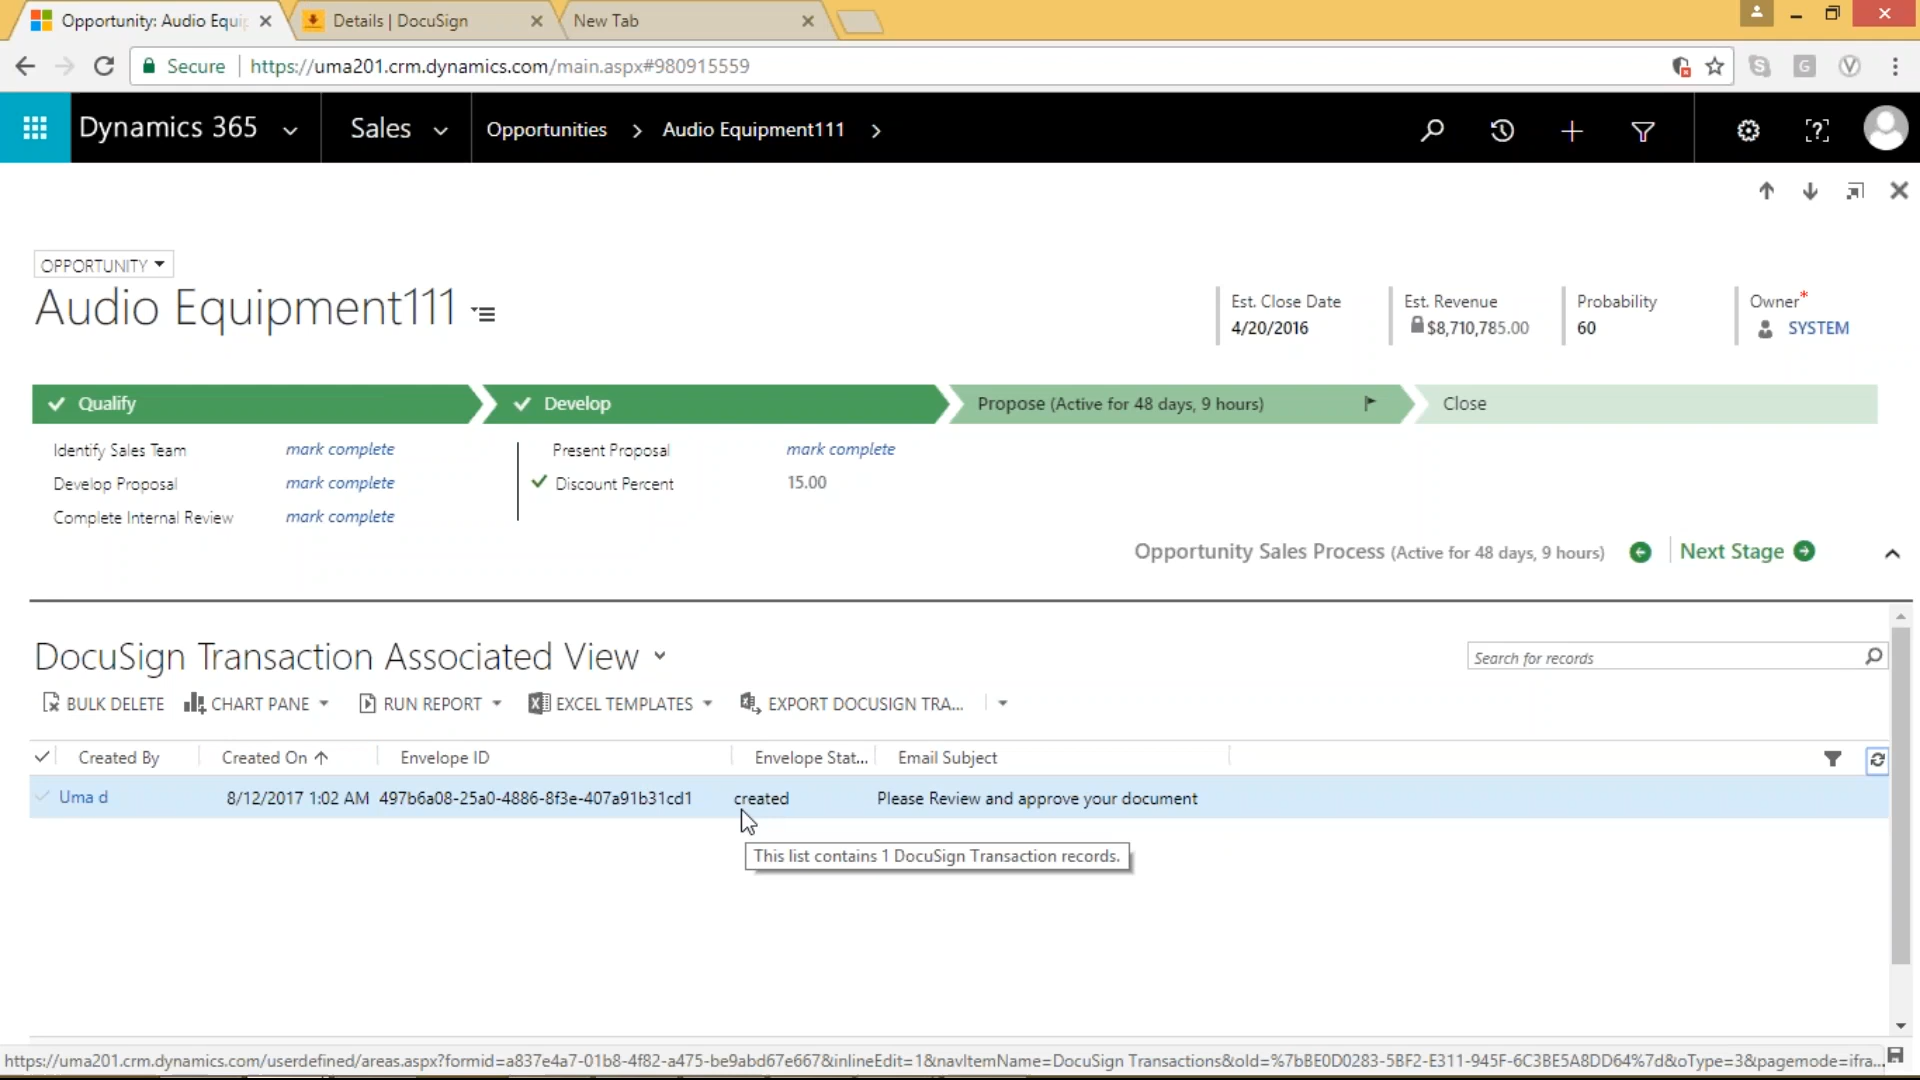 Opportunity: Audio Equip
Details | DocuSign
New Tab
Secure
https://uma201.crm.dynamics.com/main.aspx#980915559
Dynamics 365
Sales
Opportunities
Audio Equipment111
OPPORTUNITY
Audio Equipment111
Est. Close Date
4/20/2016
Est. Revenue
$8,710,785.00
Probability
60
Owner*
SYSTEM
Qualify
Develop
Propose (Active for 48 days, 9 hours)
Close
Identify Sales Team mark complete
Develop Proposal mark complete
Complete Internal Review mark complete
Present Proposal mark complete
Discount Percent 15.00
Opportunity Sales Process (Active for 48 days, 9 hours)
Next Stage
DocuSign Transaction Associated View
Search for records
BULK DELETE CHART PANE RUN REPORT EXCEL TEMPLATES EXPORT DOCUSIGN TRA...
Created By Created On Envelope ID Envelope Stat... Email Subject
Uma d 8/12/2017 1:02 AM 497b6a08-25a0-4886-8f3e-407a91b31cd1 created Please Review and approve your document
This list contains 1 DocuSign Transaction records.
https://uma201.crm.dynamics.com/userdefined/areas.aspx?formid=a837e4a7-01b8-4f82-a475-be9abd67e667&inlineEdit=1&navItemName=DocuSign Transactions&oId=%7bBE0D0283-5BF2-E311-945F-6C3BE5A8DD64%7d&oType=3&pagemode=ifra...